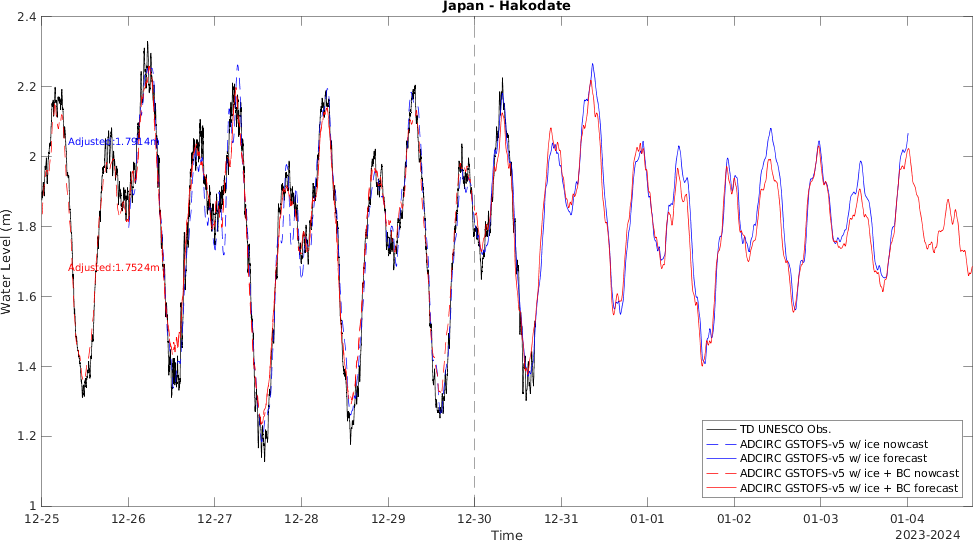 Japan - Hakodate
2.4
2.2
2
1.8
1.6
1.4
1.2
1
Water Level (m)
Adjusted:1.7914m
Adjusted:1.7524m
TD UNESCO Obs.
ADCIRC GSTOFS-v5 w/ ice nowcast
ADCIRC GSTOFS-v5 w/ ice forecast
ADCIRC GSTOFS-v5 w/ ice + BC nowcast
ADCIRC GSTOFS-v5 w/ ice + BC forecast
12-25 12-26 12-27 12-28 12-29 12-30 12-31 01-01 01-02 01-03 01-04
Time
2023-2024